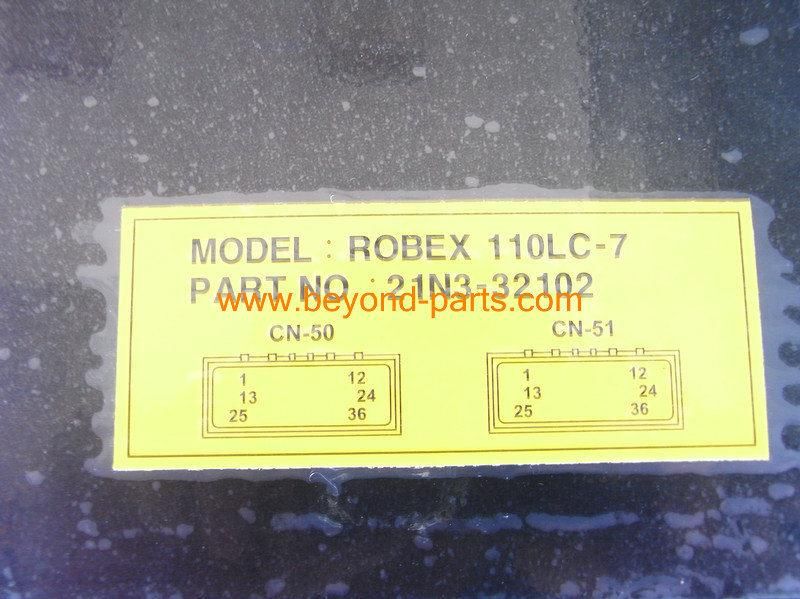 MODEL : ROBEX 110LC-7
PART NO : 21N3-32102
www.beyond-parts.com
CN-50 CN-51
1 12 1 12
13 24 13 24
25 36 25 36